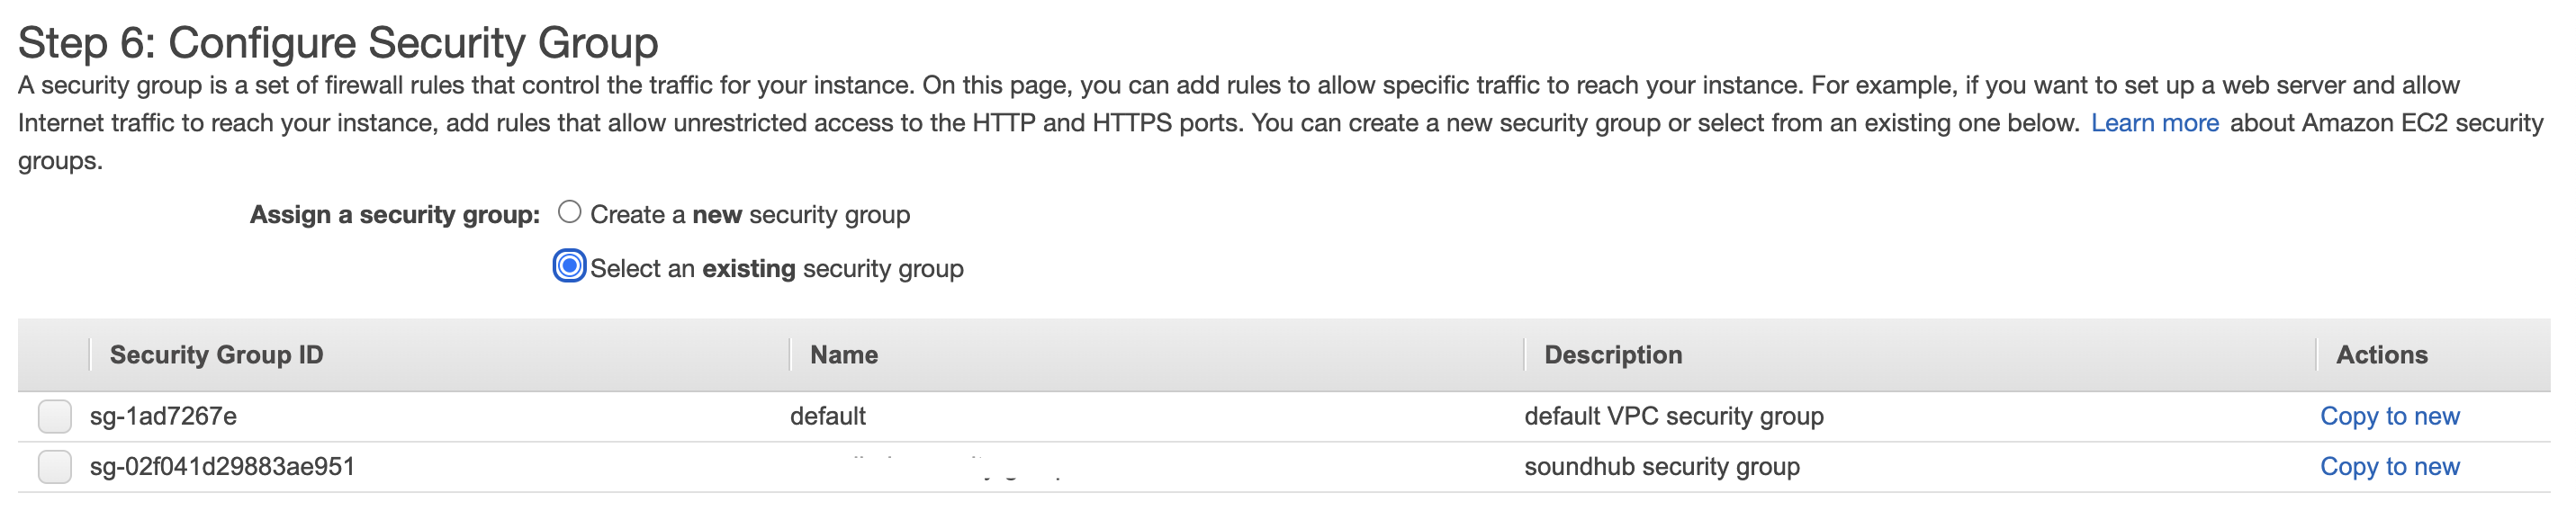 Step 6: Configure Security Group
A security group is a set of firewall rules that control the traffic for your instance. On this page, you can add rules to allow specific traffic to reach your instance. For example, if you want to set up a web server and allow
Internet traffic to reach your instance, add rules that allow unrestricted access to the HTTP and HTTPS ports. You can create a new security group or select from an existing one below. Learn more about Amazon EC2 security
groups.
Assign a security group: Create a new security group
Select an existing security group
Security Group ID Name Description Actions
sg-1ad7267e default default VPC security group Copy to new
sg-02f041d29883ae951 soundhub security group Copy to new